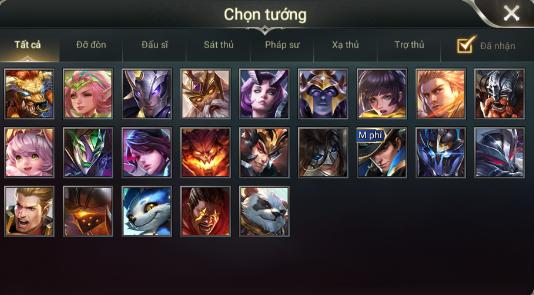 Chọn tướng
Tất cả Đỡ đòn Đấu sĩ Sát thủ Pháp sư Xạ thủ Trợ thủ Đã nhận
M phí